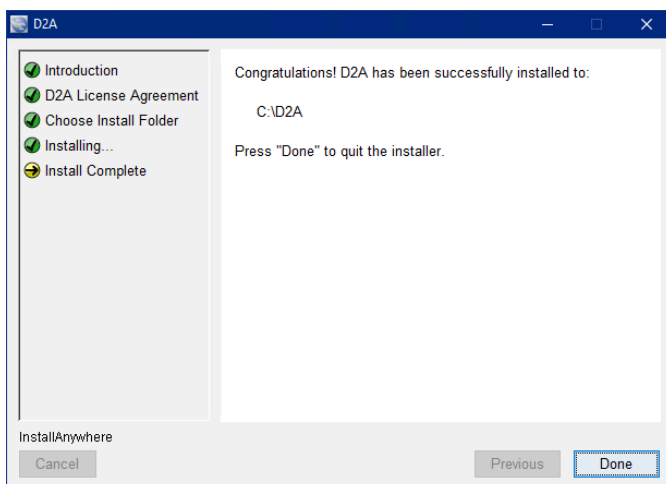 D2A
Introduction
D2A License Agreement
Choose Install Folder
Installing...
Install Complete
Congratulations! D2A has been successfully installed to:
C:\D2A
Press "Done" to quit the installer.
InstallAnywhere
Cancel
Previous
Done